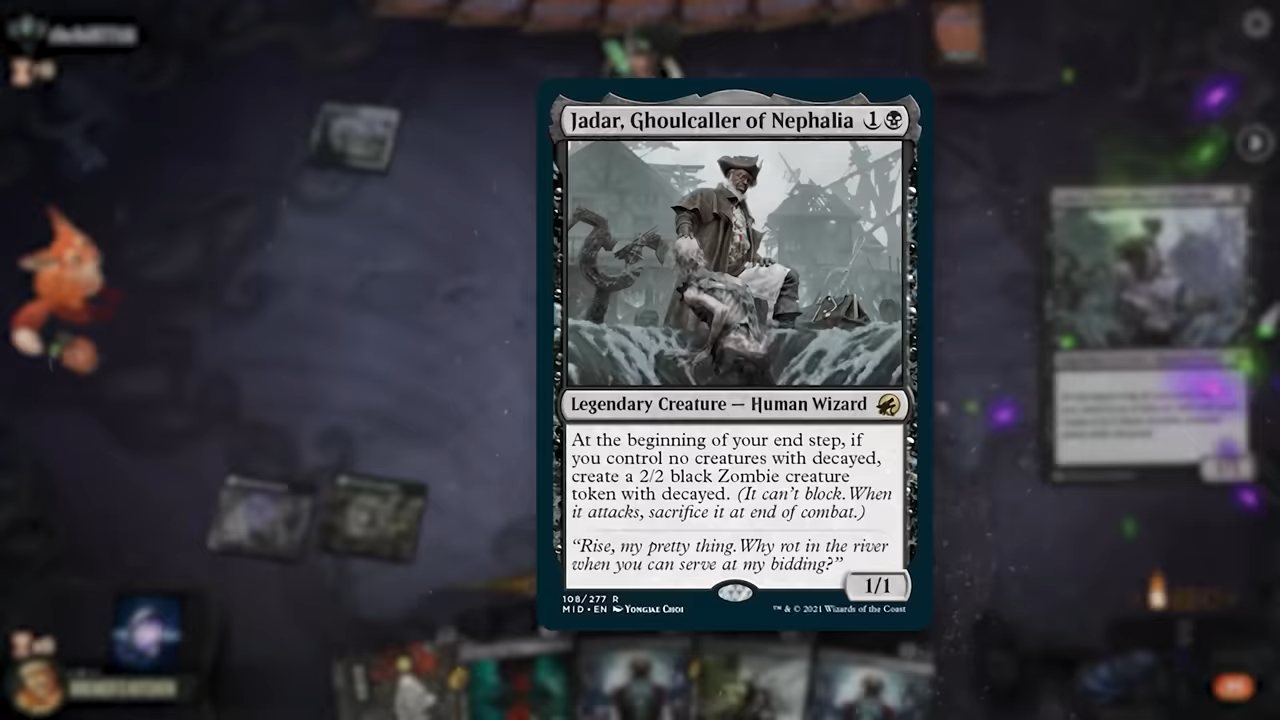 Jadar, Ghoulcaller of Nephalia 1
Legendary Creature — Human Wizard
At the beginning of your end step, if
you control no creatures with decayed,
create a 2/2 black Zombie creature
token with decayed. (It can't block. When
it attacks, sacrifice it at end of combat.)
"Rise, my pretty thing. Why rot in the river
when you can serve at my bidding?"
1/1
108/277 R
MID • EN Yongjae Choi
™ & © 2021 Wizards of the Coast